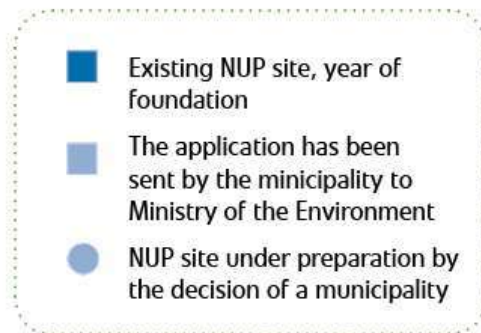 Existing NUP site, year of
foundation
The application has been
sent by the minicipality to
Ministry of the Environment
NUP site under preparation by
the decision of a municipality